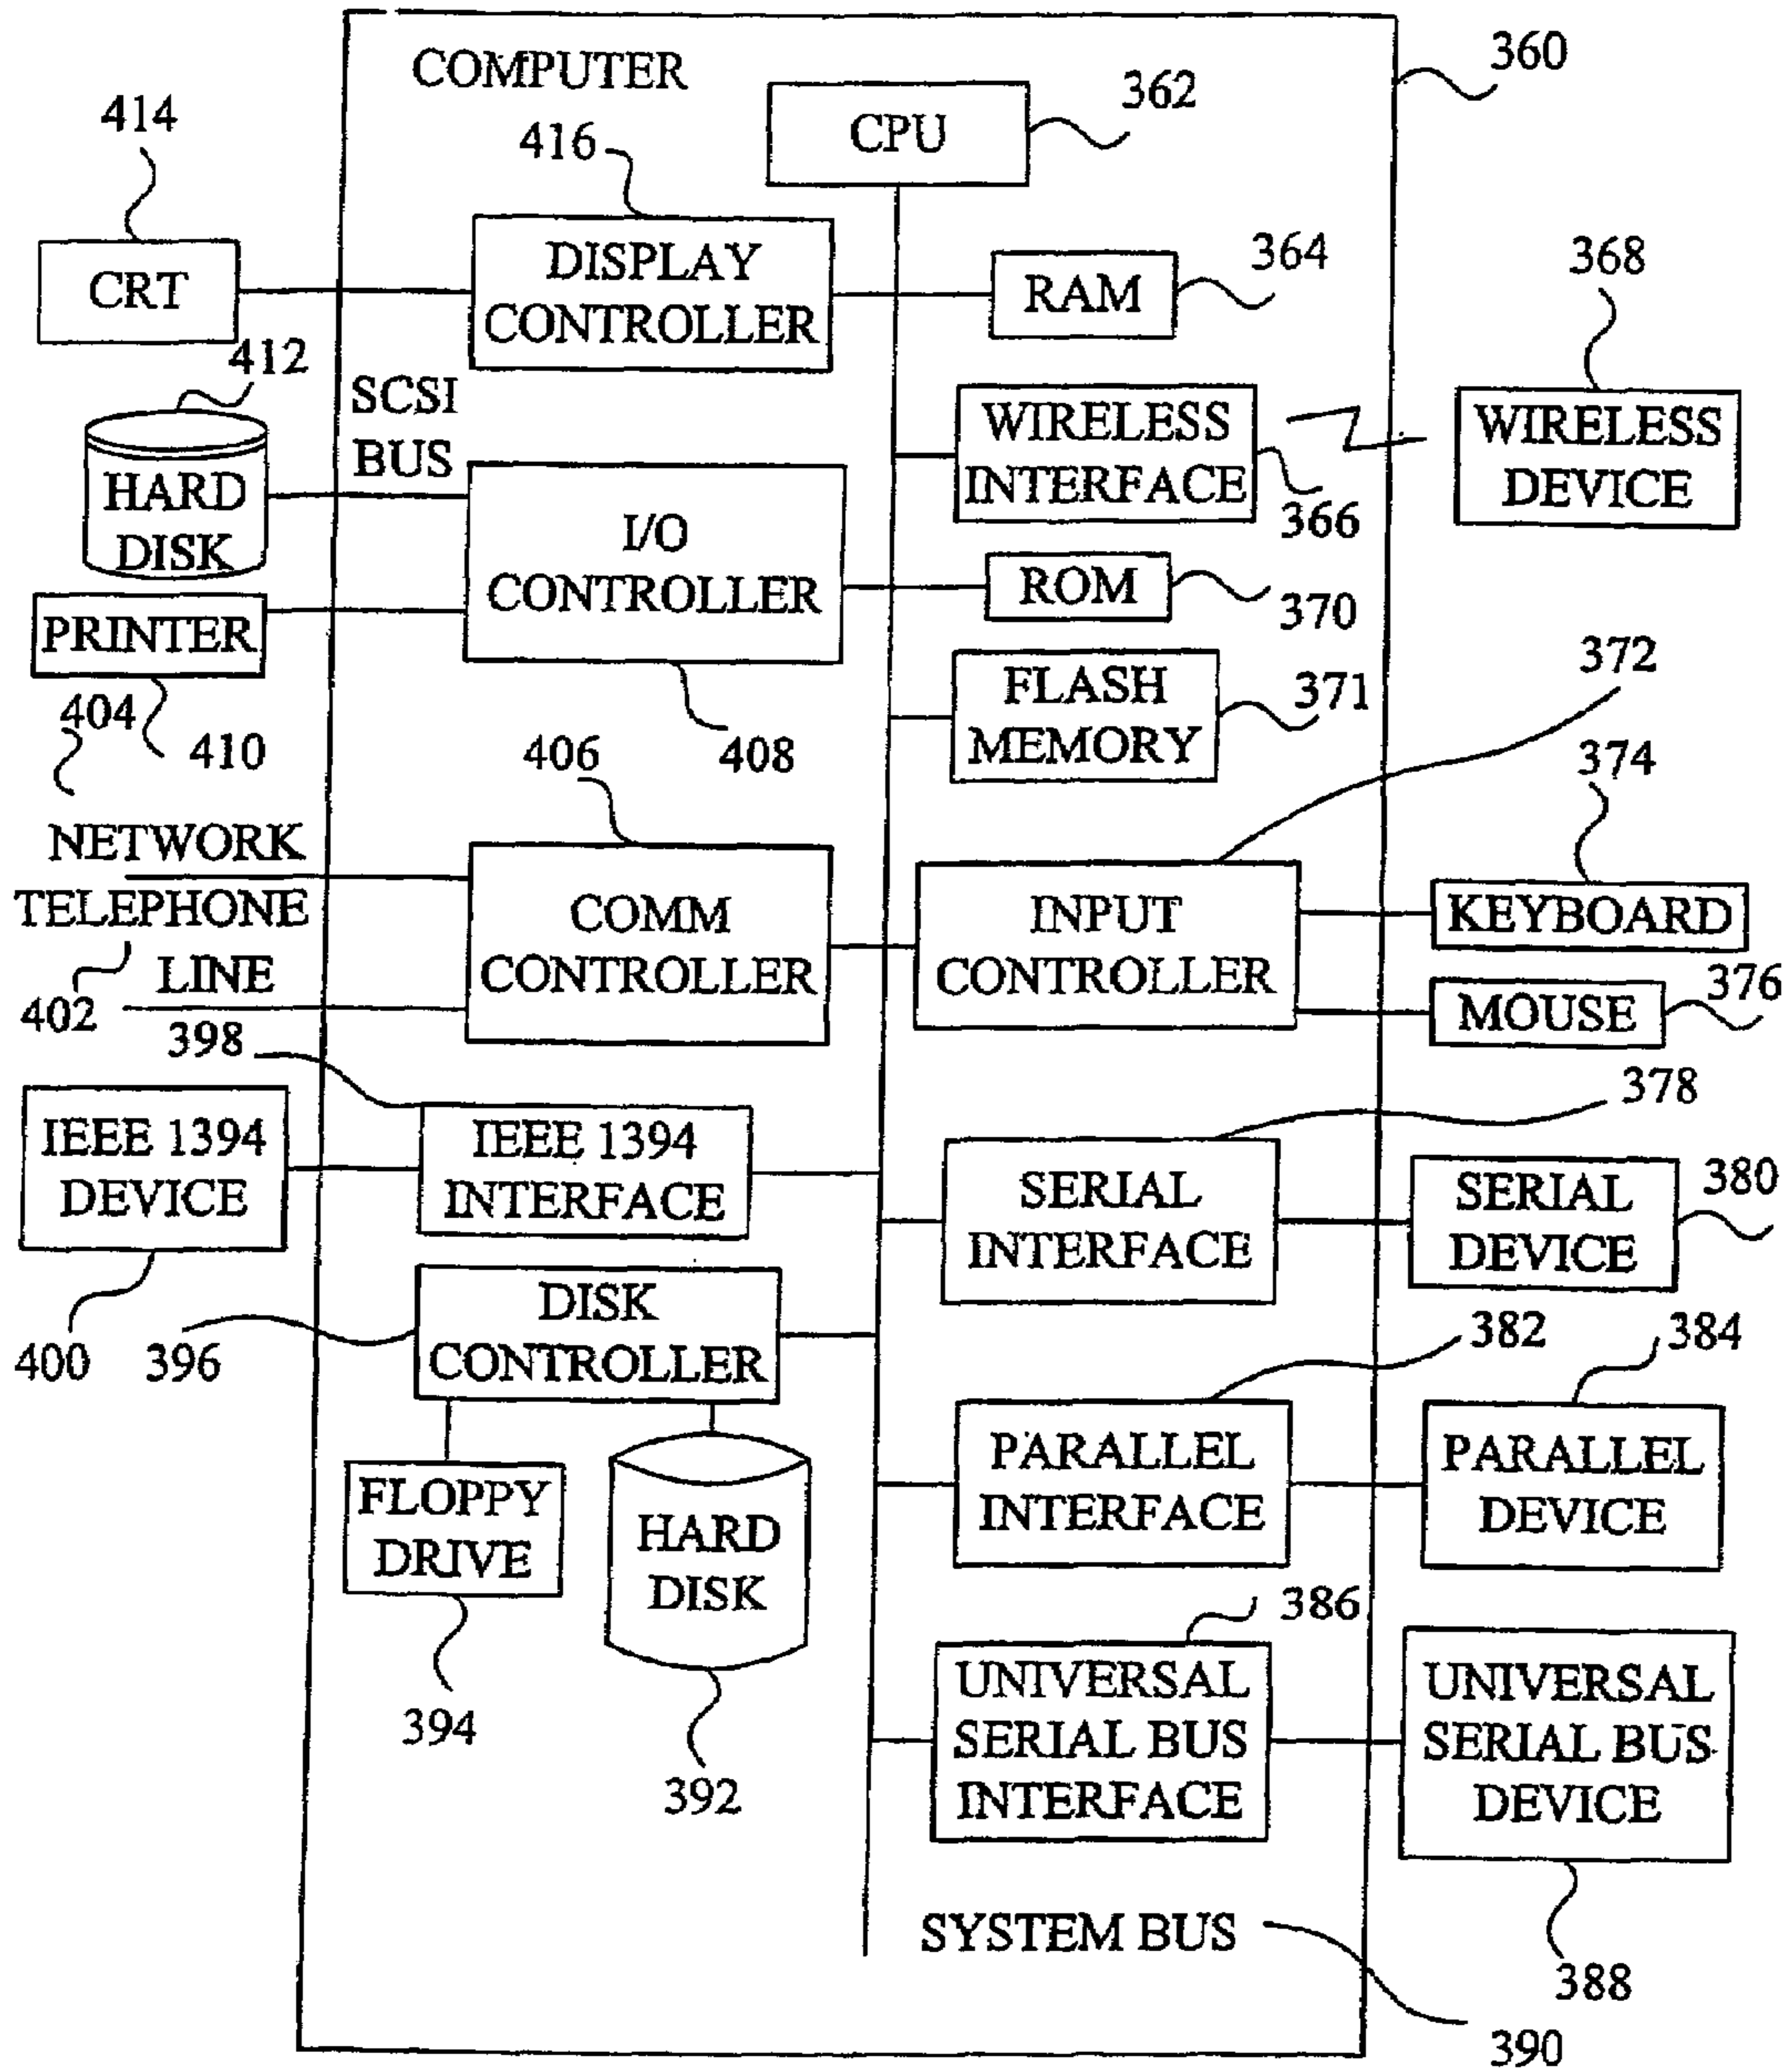 COMPUTER
360
CPU
362
414
416
CRT
DISPLAY
CONTROLLER
RAM
364
368
412
SCSI
BUS
HARD
DISK
WIRELESS
INTERFACE
366
WIRELESS
DEVICE
I/O
CONTROLLER
ROM
370
PRINTER
404
410
408
FLASH
MEMORY
371
372
406
374
NETWORK
TELEPHONE
LINE
402
COMM
CONTROLLER
INPUT
CONTROLLER
KEYBOARD
MOUSE
376
398
378
IEEE 1394
DEVICE
IEEE 1394
INTERFACE
SERIAL
INTERFACE
SERIAL
DEVICE
380
400
396
DISK
CONTROLLER
382
384
FLOPPY
DRIVE
HARD
DISK
PARALLEL
INTERFACE
PARALLEL
DEVICE
386
394
392
UNIVERSAL
SERIAL BUS
INTERFACE
UNIVERSAL
SERIAL BUS
DEVICE
SYSTEM BUS
388
390